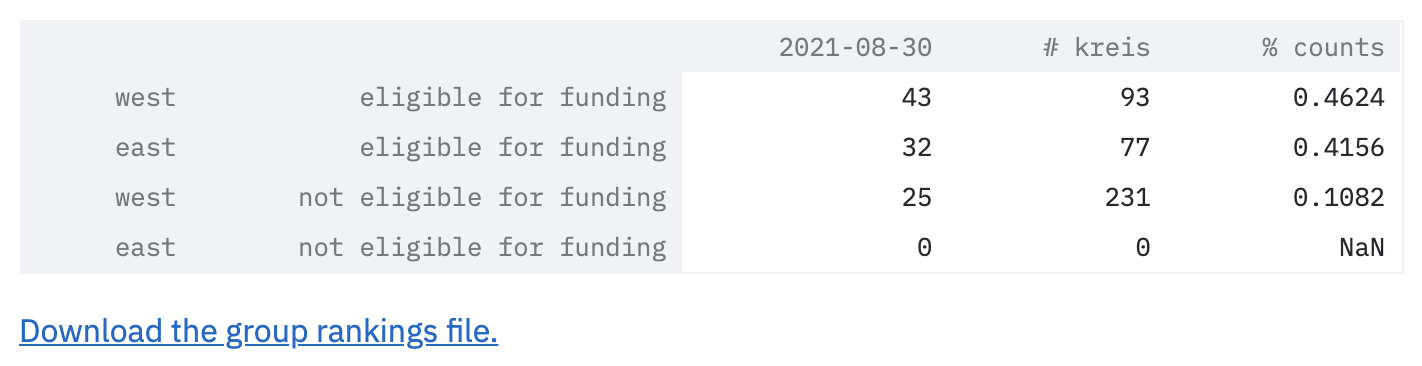 2021-08-30 # kreis % counts
west eligible for funding 43 93 0.4624
east eligible for funding 32 77 0.4156
west not eligible for funding 25 231 0.1082
east not eligible for funding 0 0 NaN
Download the group rankings file.